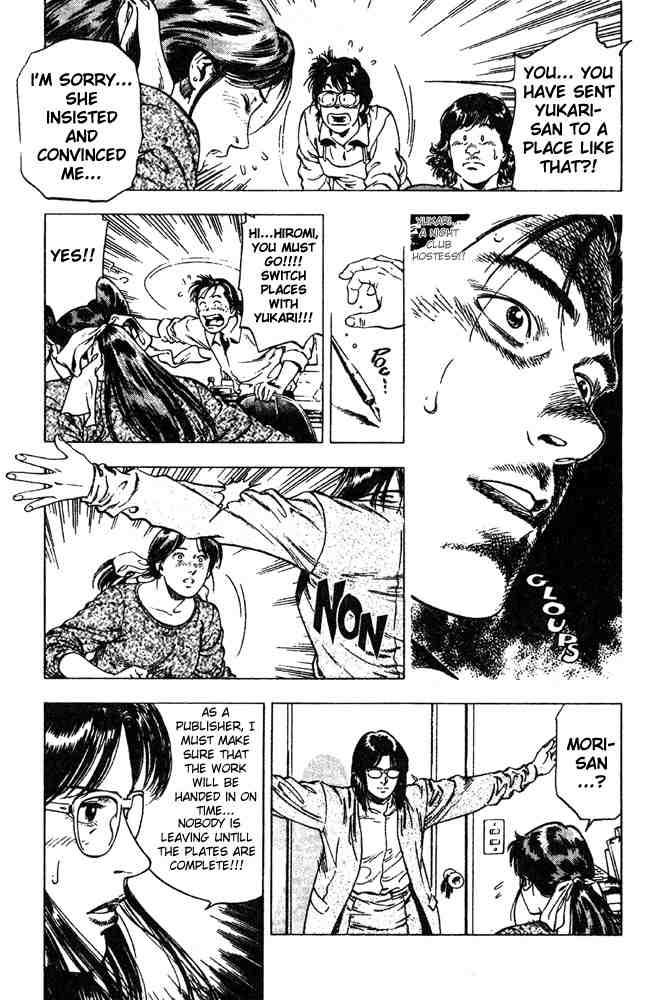 YOU... YOU
HAVE SENT
YUKARI-
SAN TO A
PLACE LIKE
THAT?!
I'M SORRY...
SHE
INSISTED
AND
CONVINCED
ME...
YUKARI...
A NIGHT
CLUB
HOSTESS!?
GLOUPS
POC...
HI...HIROMI,
YOU MUST
GO!!!!
SWITCH
PLACES
WITH
YUKARI!!!
YES!!
NON
MORI-
SAN
...?
AS A
PUBLISHER, I
MUST MAKE
SURE THAT
THE WORK
WILL BE
HANDED IN ON
TIME...
NOBODY IS
LEAVING UNTILL
THE PLATES ARE
COMPLETE!!!